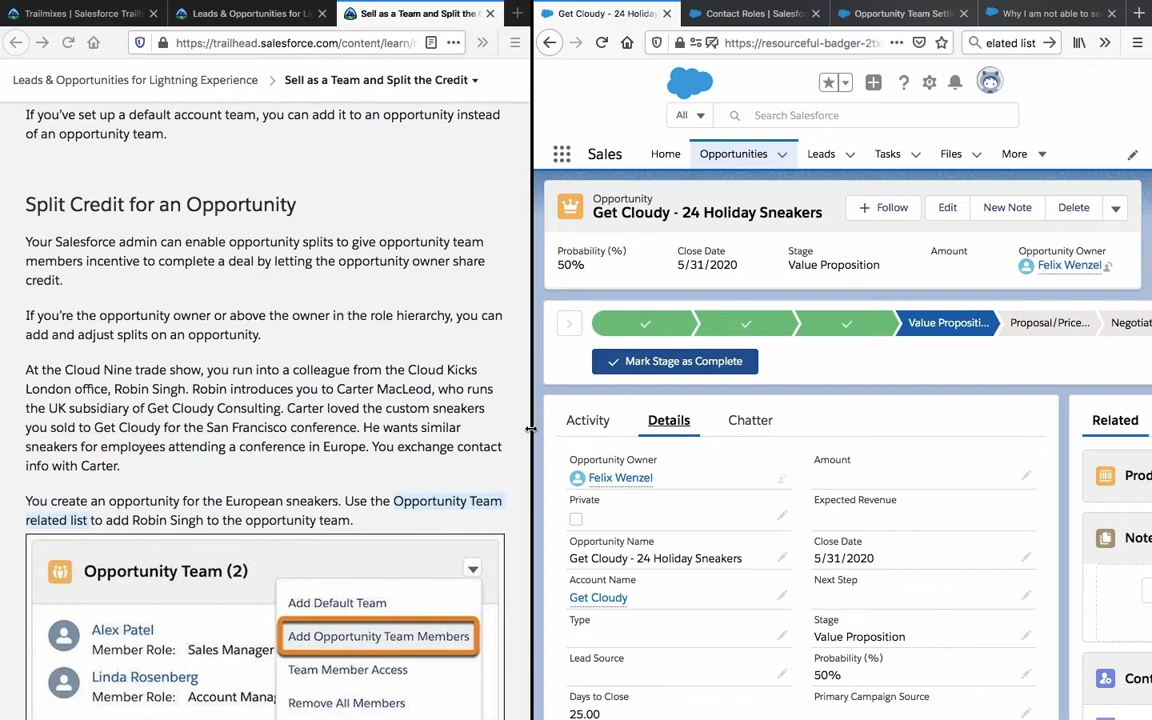 Trailmixes | Salesforce Trailh
Leads & Opportunities for Li
Sell as a Team and Split the C
https://trailhead.salesforce.com/content/learn/
Leads & Opportunities for Lightning Experience
Sell as a Team and Split the Credit
If you've set up a default account team, you can add it to an opportunity instead
of an opportunity team.
Split Credit for an Opportunity
Your Salesforce admin can enable opportunity splits to give opportunity team
members incentive to complete a deal by letting the opportunity owner share
credit.
If you're the opportunity owner or above the owner in the role hierarchy, you can
add and adjust splits on an opportunity.
At the Cloud Nine trade show, you run into a colleague from the Cloud Kicks
London office, Robin Singh. Robin introduces you to Carter MacLeod, who runs
the UK subsidiary of Get Cloudy Consulting. Carter loved the custom sneakers
you sold to Get Cloudy for the San Francisco conference. He wants similar
sneakers for employees attending a conference in Europe. You exchange contact
info with Carter.
You create an opportunity for the European sneakers. Use the Opportunity Team
related list to add Robin Singh to the opportunity team.
Opportunity Team (2)
Add Default Team
Add Opportunity Team Members
Team Member Access
Remove All Members
Alex Patel
Member Role: Sales Manager
Linda Rosenberg
Member Role: Account Manag
Get Cloudy - 24 Holiday
Contact Roles | Salesfo
Opportunity Team Setti
Why I am not able to se
https://resourceful-badger-2tx
elated list
All
Search Salesforce
Sales
Home
Opportunities
Leads
Tasks
Files
More
Opportunity
Get Cloudy - 24 Holiday Sneakers
Follow
Edit
New Note
Delete
Probability (%)
50%
Close Date
5/31/2020
Stage
Value Proposition
Amount
Opportunity Owner
Felix Wenzel
Value Propositi...
Proposal/Price...
Negotiat
Mark Stage as Complete
Activity
Details
Chatter
Opportunity Owner
Felix Wenzel
Amount
Private
Expected Revenue
Opportunity Name
Get Cloudy - 24 Holiday Sneakers
Close Date
5/31/2020
Account Name
Get Cloudy
Next Step
Type
Stage
Value Proposition
Lead Source
Probability (%)
50%
Days to Close
25.00
Primary Campaign Source
Related
Prod
Note
Cont